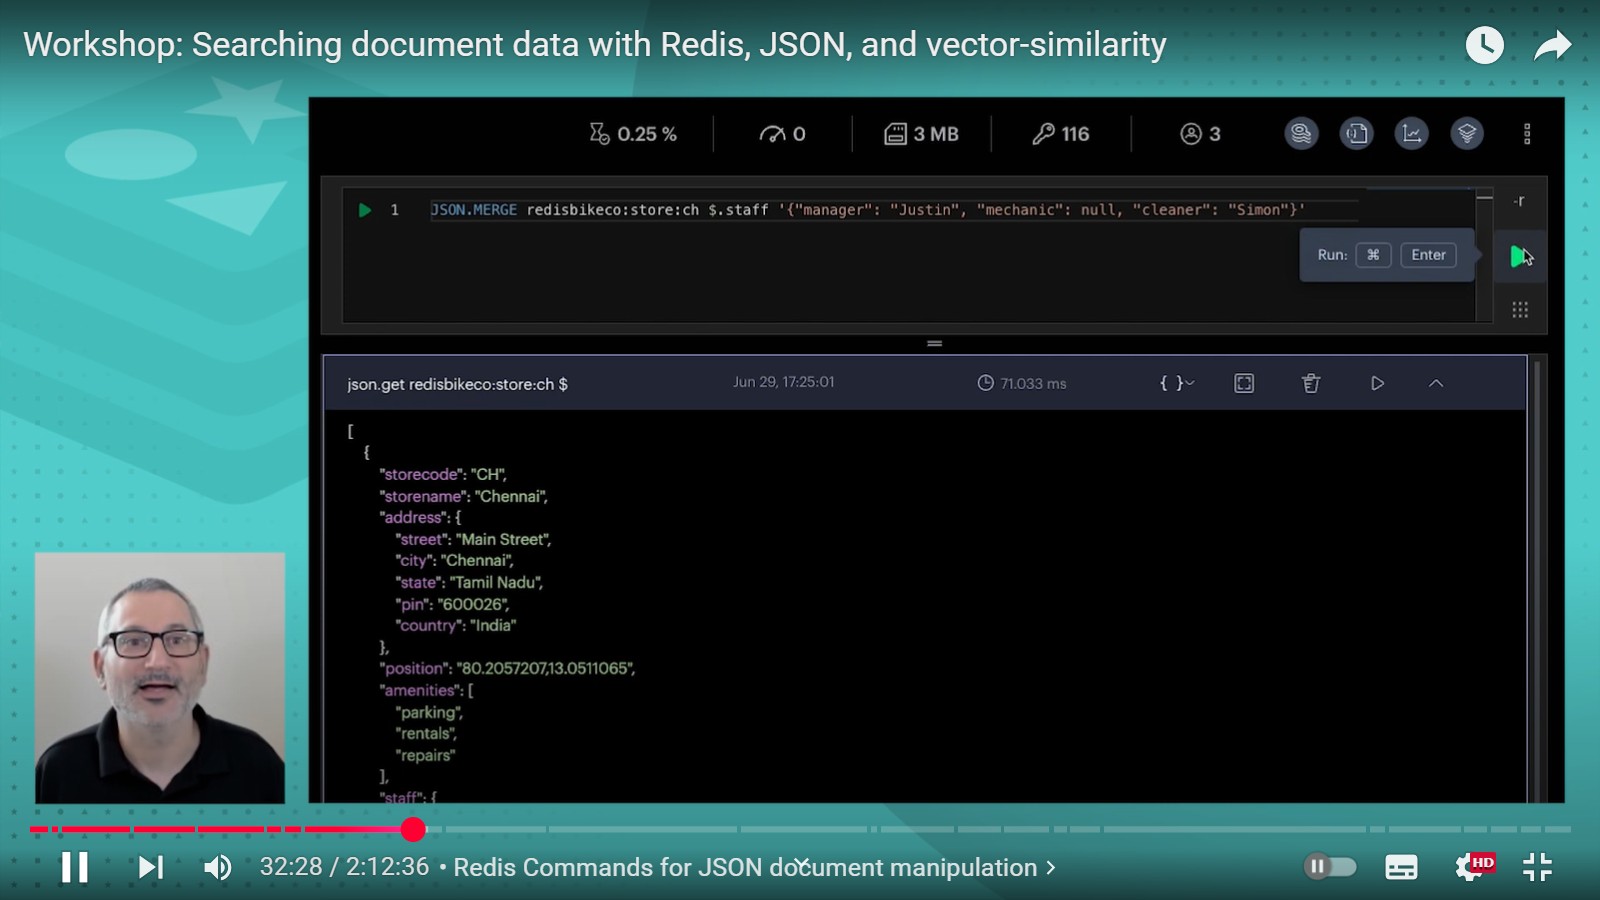 Workshop: Searching document data with Redis, JSON, and vector-similarity
0.25 % 0 3 MB 116 3
1 JSON.MERGE redisbikeco:store:ch $.staff '{"manager": "Justin", "mechanic": null, "cleaner": "Simon"}'
-r
Run: ⌘ Enter
json.get redisbikeco:store:ch $ Jun 29, 17:25:01 71.033 ms { }
[
{
"storecode": "CH",
"storename": "Chennai",
"address": {
"street": "Main Street",
"city": "Chennai",
"state": "Tamil Nadu",
"pin": "600026",
"country": "India"
},
"position": "80.2057207,13.0511065",
"amenities": [
"parking",
"rentals",
"repairs"
],
"staff": {
32:28 / 2:12:36 • Redis Commands for JSON document manipulation
HD